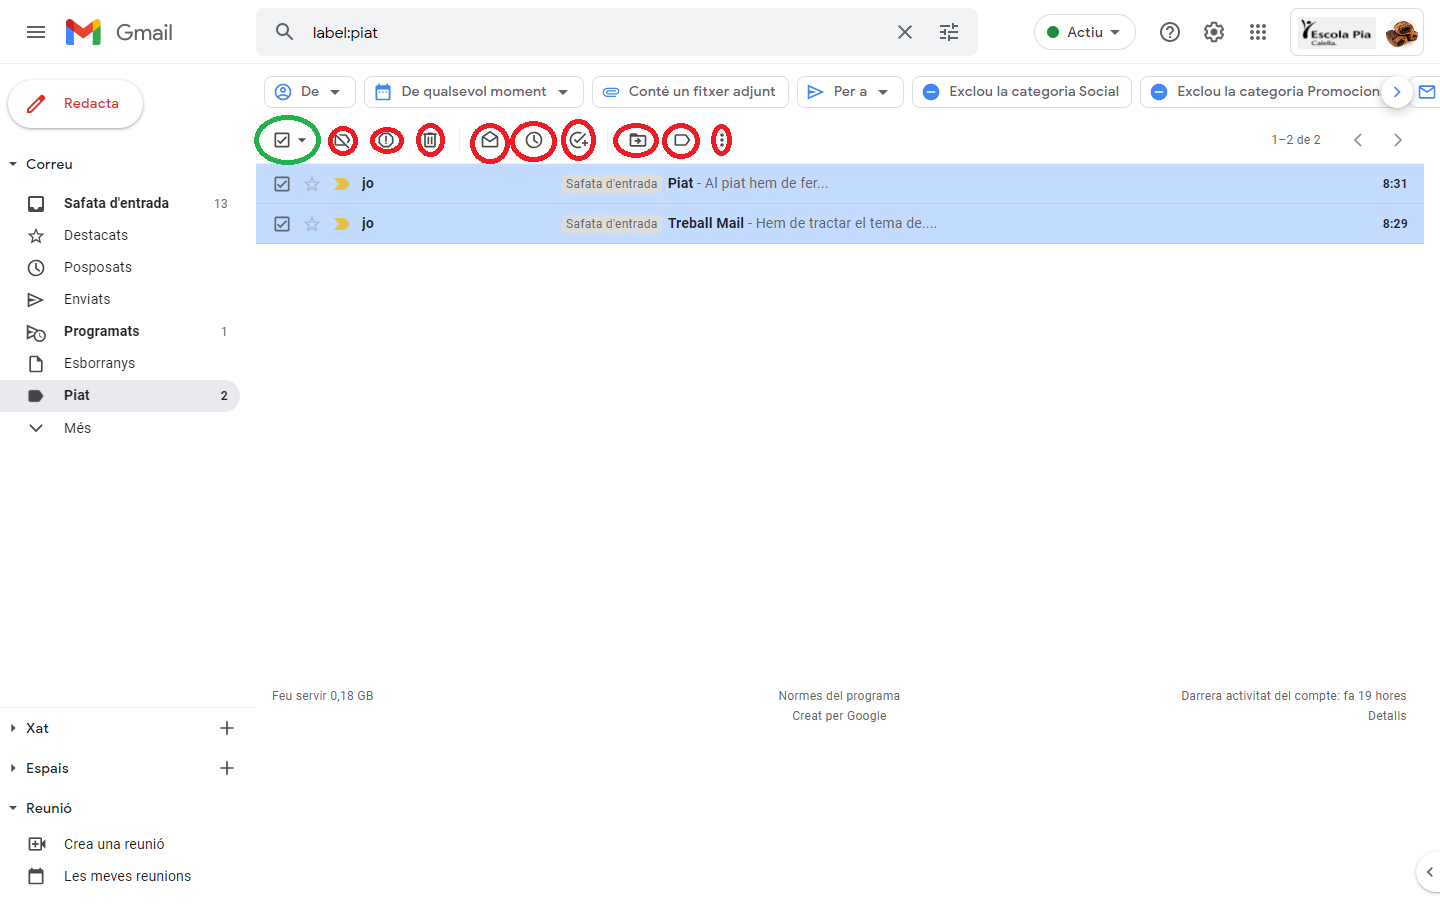 Gmail
label:piat
Actiu
Escola Pia
Calella.
Redacta
De
De qualsevol moment
Conté un fitxer adjunt
Per a
Exclou la categoria Social
Exclou la categoria Promocion
1–2 de 2
Correu
Safata d'entrada 13
Destacats
Posposats
Enviats
Programats 1
Esborranys
Piat 2
Més
jo Safata d'entrada Piat - Al piat hem de fer... 8:31
jo Safata d'entrada Treball Mail - Hem de tractar el tema de.... 8:29
Feu servir 0,18 GB
Normes del programa
Creat per Google
Darrera activitat del compte: fa 19 hores
Detalls
Xat
Espais
Reunió
Crea una reunió
Les meves reunions